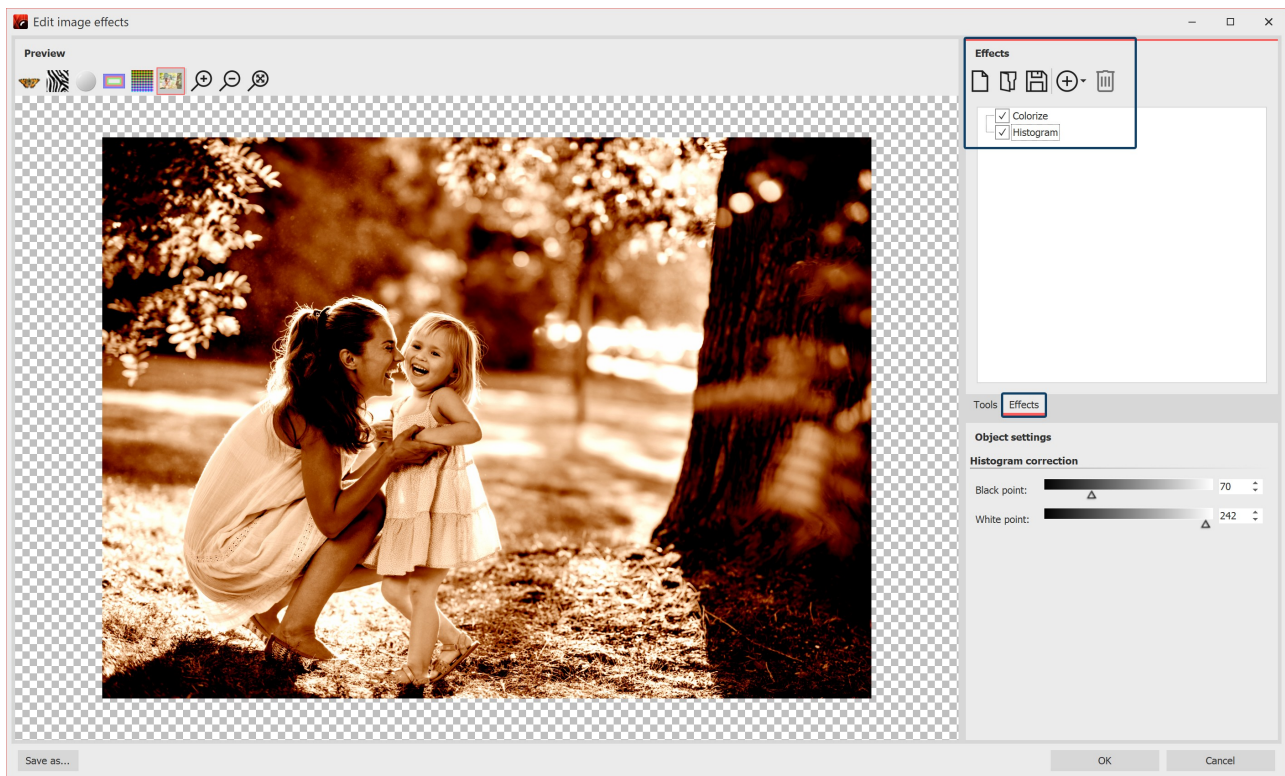 Edit image effects
Preview
Effects
Colorize
Histogram
Tools
Effects
Object settings
Histogram correction
Black point:
70
White point:
242
Save as...
OK
Cancel